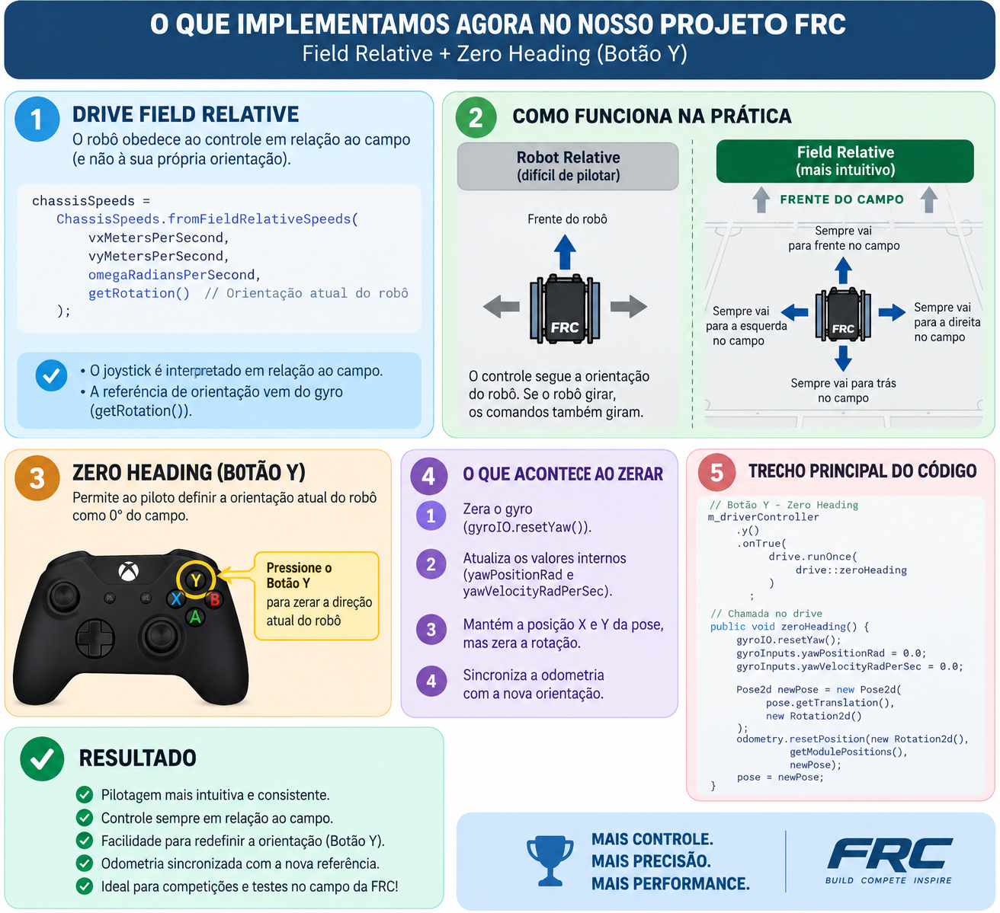 O QUE IMPLEMENTAMOS AGORA NO NOSSO PROJETO FRC
Field Relative + Zero Heading (Botão Y)
1
DRIVE FIELD RELATIVE
O robô obedece ao controle em relação ao campo
(e não à sua própria orientação).
chassisSpeeds =
ChassisSpeeds.fromFieldRelativeSpeeds(
vxMetersPerSecond,
vyMetersPerSecond,
omegaRadiansPerSecond,
getRotation() // Orientação atual do robô
);
• O joystick é interpretado em relação ao campo.
• A referéncia de orientação vem do gyro
(getRotation()).
2
COMO FUNCIONA NA PRÁTICA
Robot Relative
(difícil de pilotar)
Frente do robô
FRC
O controle segue a orientação
do robô. Se o robô girar,
os comandos também giram.
Field Relative
(mais intuitivo)
FRENTE DO CAMPO
Sempre vai
para frente no campo
Sempre vai
para a esquerda
no campo
FRC
Sempre vai
para a direita
no campo
Sempre vai para trás
no campo
3
ZERO HEADING (BOTÃO Y)
Permite ao piloto definir a orientação atual do robô
como 0° do campo.
Y
X
B
A
Pressione o
Botão Y
para zerar a direção
atual do robô
4
O QUE ACONTECE AO ZERAR
1
Zera o gyro
(gyroIO.resetYaw()).
2
Atualiza os valores internos
(yawPositionRad e
yawVelocityRadPerSec).
3
Mantém a posição X e Y da pose,
mas zera a rotação.
4
Sincroniza a odometria
com a nova orientação.
5
TRECHO PRINCIPAL DO CÓDIGO
// Botão Y - Zero Heading
m_driverController
.y()
.onTrue(
drive.runOnce(
drive::zeroHeading
)
;
// Chamada no drive
public void zeroHeading() {
gyroIO.resetYaw();
gyroInputs.yawPositionRad = 0.0;
gyroInputs.yawVelocityRadPerSec = 0.0;
Pose2d newPose = new Pose2d(
pose.getTranslation(),
new Rotation2d()
);
odometry.resetPosition(new Rotation2d(),
getModulePositions(),
newPose);
pose = newPose;
}
RESULTADO
Pilotagem mais intuitiva e consistente.
Controle sempre em relação ao campo.
Facilidade para redefinir a orientação (Botão Y).
Odometria sincronizada com a nova referência.
Ideal para competições e testes no campo da FRC!
MAIS CONTROLE.
MAIS PRECISÃO.
MAIS PERFORMANCE.
FRC
BUILD COMPETE INSPIRE